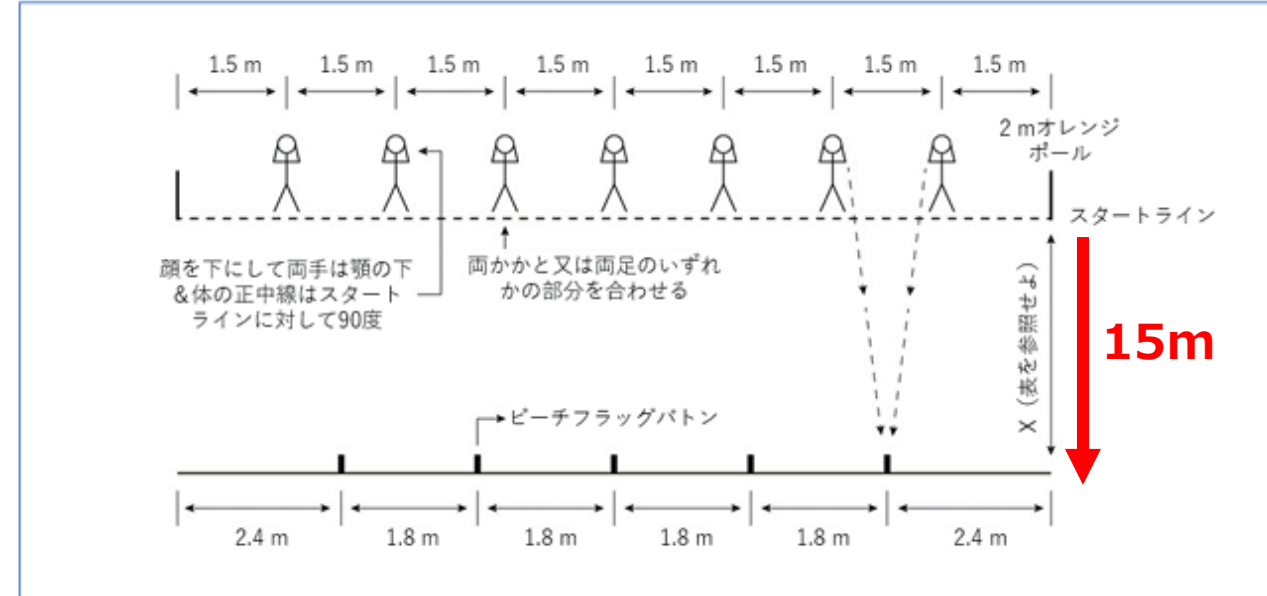 1.5 m 1.5 m 1.5 m 1.5 m 1.5 m 1.5 m 1.5 m 1.5 m
2 mオレンジ
ポール
スタートライン
顔を下にして両手は顎の下
&体の正中線はスタート
ラインに対して90度
両かかと又は両足のいずれ
かの部分を合わせる
X（表を参照せよ）
15m
ビーチフラッグバトン
2.4 m 1.8 m 1.8 m 1.8 m 1.8 m 2.4 m